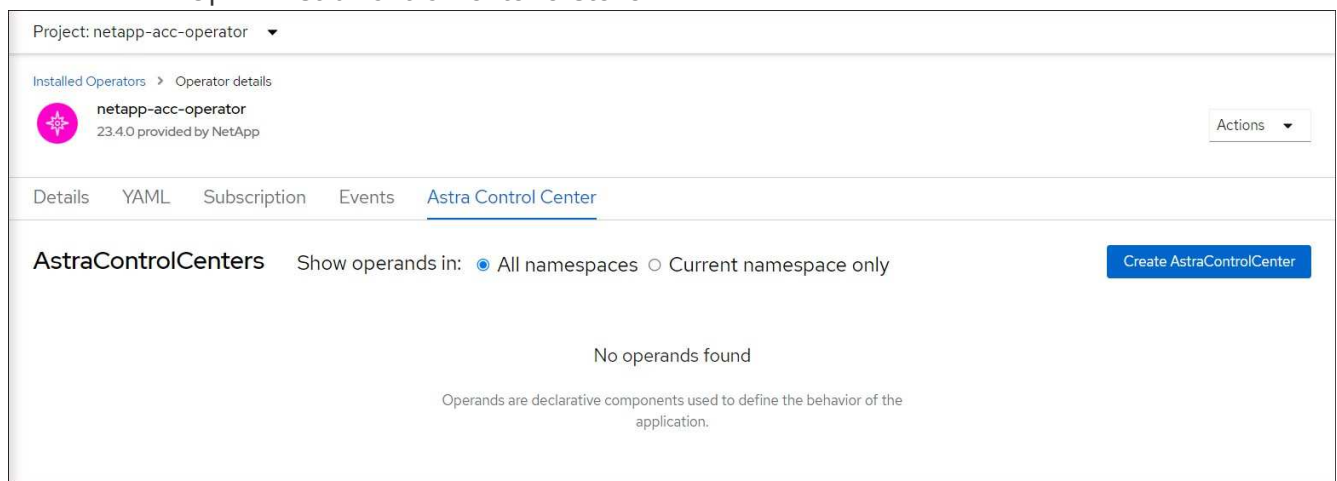 Project: netapp-acc-operator
Installed Operators > Operator details
netapp-acc-operator
23.4.0 provided by NetApp
Actions
Details YAML Subscription Events Astra Control Center
AstraControlCenters Show operands in: All namespaces Current namespace only Create AstraControlCenter
No operands found
Operands are declarative components used to define the behavior of the
application.